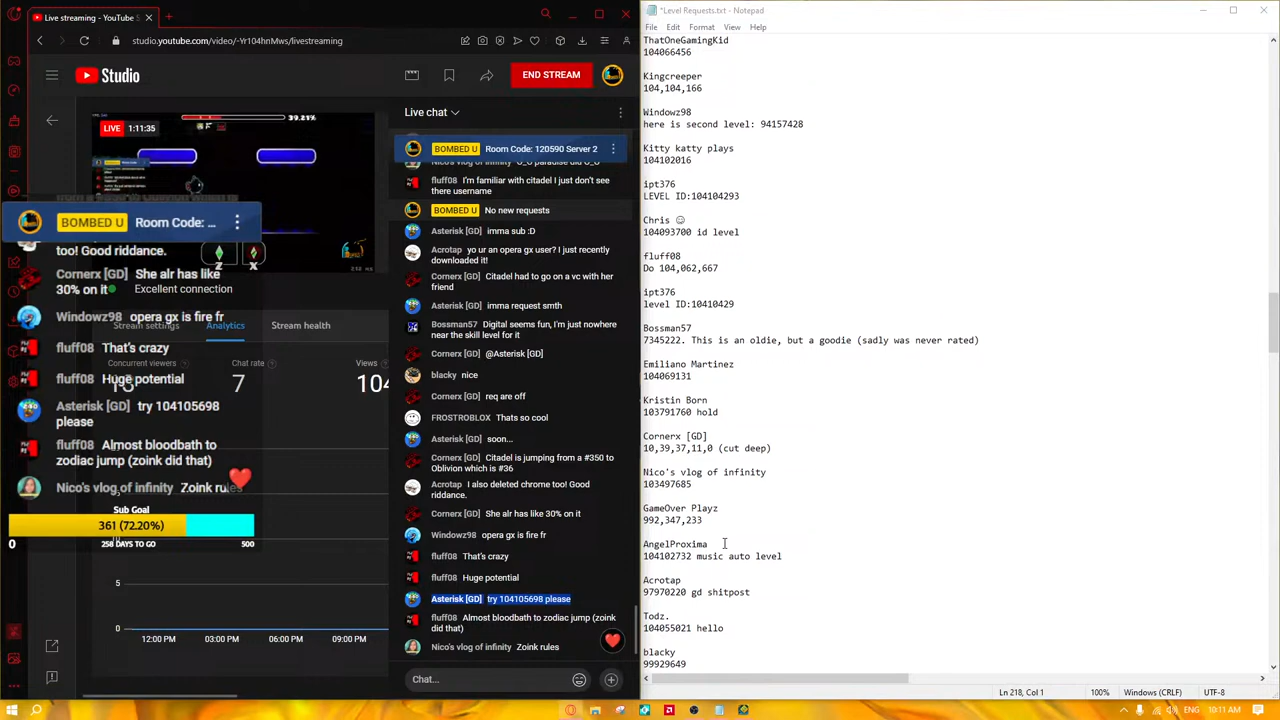 Live streaming - YouTube S
studio.youtube.com/video/-Yr104hnMws/livestreaming
Studio
END STREAM
LIVE
1:11:35
39.21%
F
Z
X
BOMBED U Room Code: ...
too! Good riddance.
Cornerx [GD] She alr has like
30% on it
Excellent connection
Windowz98 opera gx is fire fr
Stream settings
Analytics
Stream health
fluff08 That's crazy
Concurrent viewers
Chat rate
Views
fluff08 Huge potential
7
104
Asterisk [GD] try 104105698
please
fluff08 Almost bloodbath to
zodiac jump (zoink did that)
Nico's vlog of infinity Zoink rules
Sub Goal
361 (72.20%)
0
258 DAYS TO GO
500
5
0
12:00 PM
03:00 PM
06:00 PM
09:00 PM
Live chat
BOMBED U Room Code: 120590 Server 2
fluff08 I'm familiar with citadel I just don't see
there username
BOMBED U No new requests
Asterisk [GD] imma sub :D
Acrotap yo ur an opera gx user? I just recently
downloaded it!
Cornerx [GD] Citadel had to go on a vc with her
friend
Asterisk [GD] imma request smth
Bossman57 Digital seems fun, I'm just nowhere
near the skill level for it
Cornerx [GD] @Asterisk [GD]
blacky nice
Cornerx [GD] req are off
FROSTROBLOX Thats so cool
Asterisk [GD] soon...
Cornerx [GD] Citadel is jumping from a #350 to
Oblivion which is #36
Acrotap I also deleted chrome too! Good
riddance.
Cornerx [GD] She alr has like 30% on it
Windowz98 opera gx is fire fr
fluff08 That's crazy
fluff08 Huge potential
Asterisk [GD] try 104105698 please
fluff08 Almost bloodbath to zodiac jump (zoink
did that)
Nico's vlog of infinity Zoink rules
Chat...
*Level Requests.txt - Notepad
File Edit Format View Help
ThatOneGamingKid
104066456
Kingcreeper
104,104,166
Windowz98
here is second level: 94157428
Kitty katty plays
104102016
ipt376
LEVEL ID:104104293
Chris ☺
104093700 id level
fluff08
Do 104,062,667
ipt376
level ID:10410429
Bossman57
7345222. This is an oldie, but a goodie (sadly was never rated)
Emiliano Martinez
104069131
Kristin Born
103791760 hold
Cornerx [GD]
10,39,37,11,0 (cut deep)
Nico's vlog of infinity
103497685
GameOver Playz
992,347,233
AngelProxima
104102732 music auto level
Acrotap
97970220 gd shitpost
Todz.
104055021 hello
blacky
99929649
Ln 218, Col 1
100%
Windows (CRLF)
UTF-8
ENG
10:11 AM